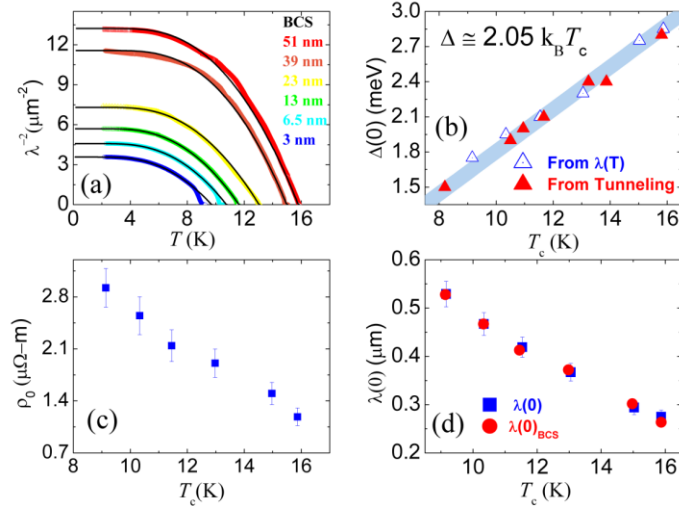 BCS
51 nm
39 nm
23 nm
13 nm
6.5 nm
3 nm
(a)
λ⁻²(μm⁻²)
12
9
6
3
0
0 4 8 12 16
T (K)
Δ ≅ 2.05 k_B T_c
(b)
Δ(0) (meV)
3.0
2.7
2.4
2.1
1.8
1.5
From λ(T)
From Tunneling
8 10 12 14 16
T_c (K)
(c)
ρ₀ (μΩ–m)
2.8
2.1
1.4
0.7
8 10 12 14 16
T_c (K)
(d)
λ(0) (μm)
0.6
0.5
0.4
0.3
0.2
λ(0)
λ(0)_BCS
10 12 14 16
T_c (K)